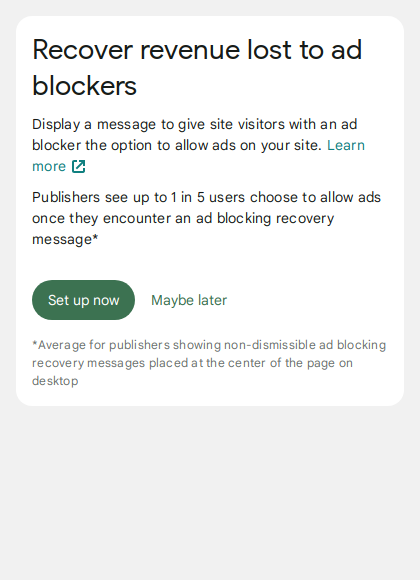 Recover revenue lost to ad
blockers
Display a message to give site visitors with an ad
blocker the option to allow ads on your site. Learn
more
Publishers see up to 1 in 5 users choose to allow ads
once they encounter an ad blocking recovery
message*
Set up now
Maybe later
*Average for publishers showing non-dismissible ad blocking
recovery messages placed at the center of the page on
desktop